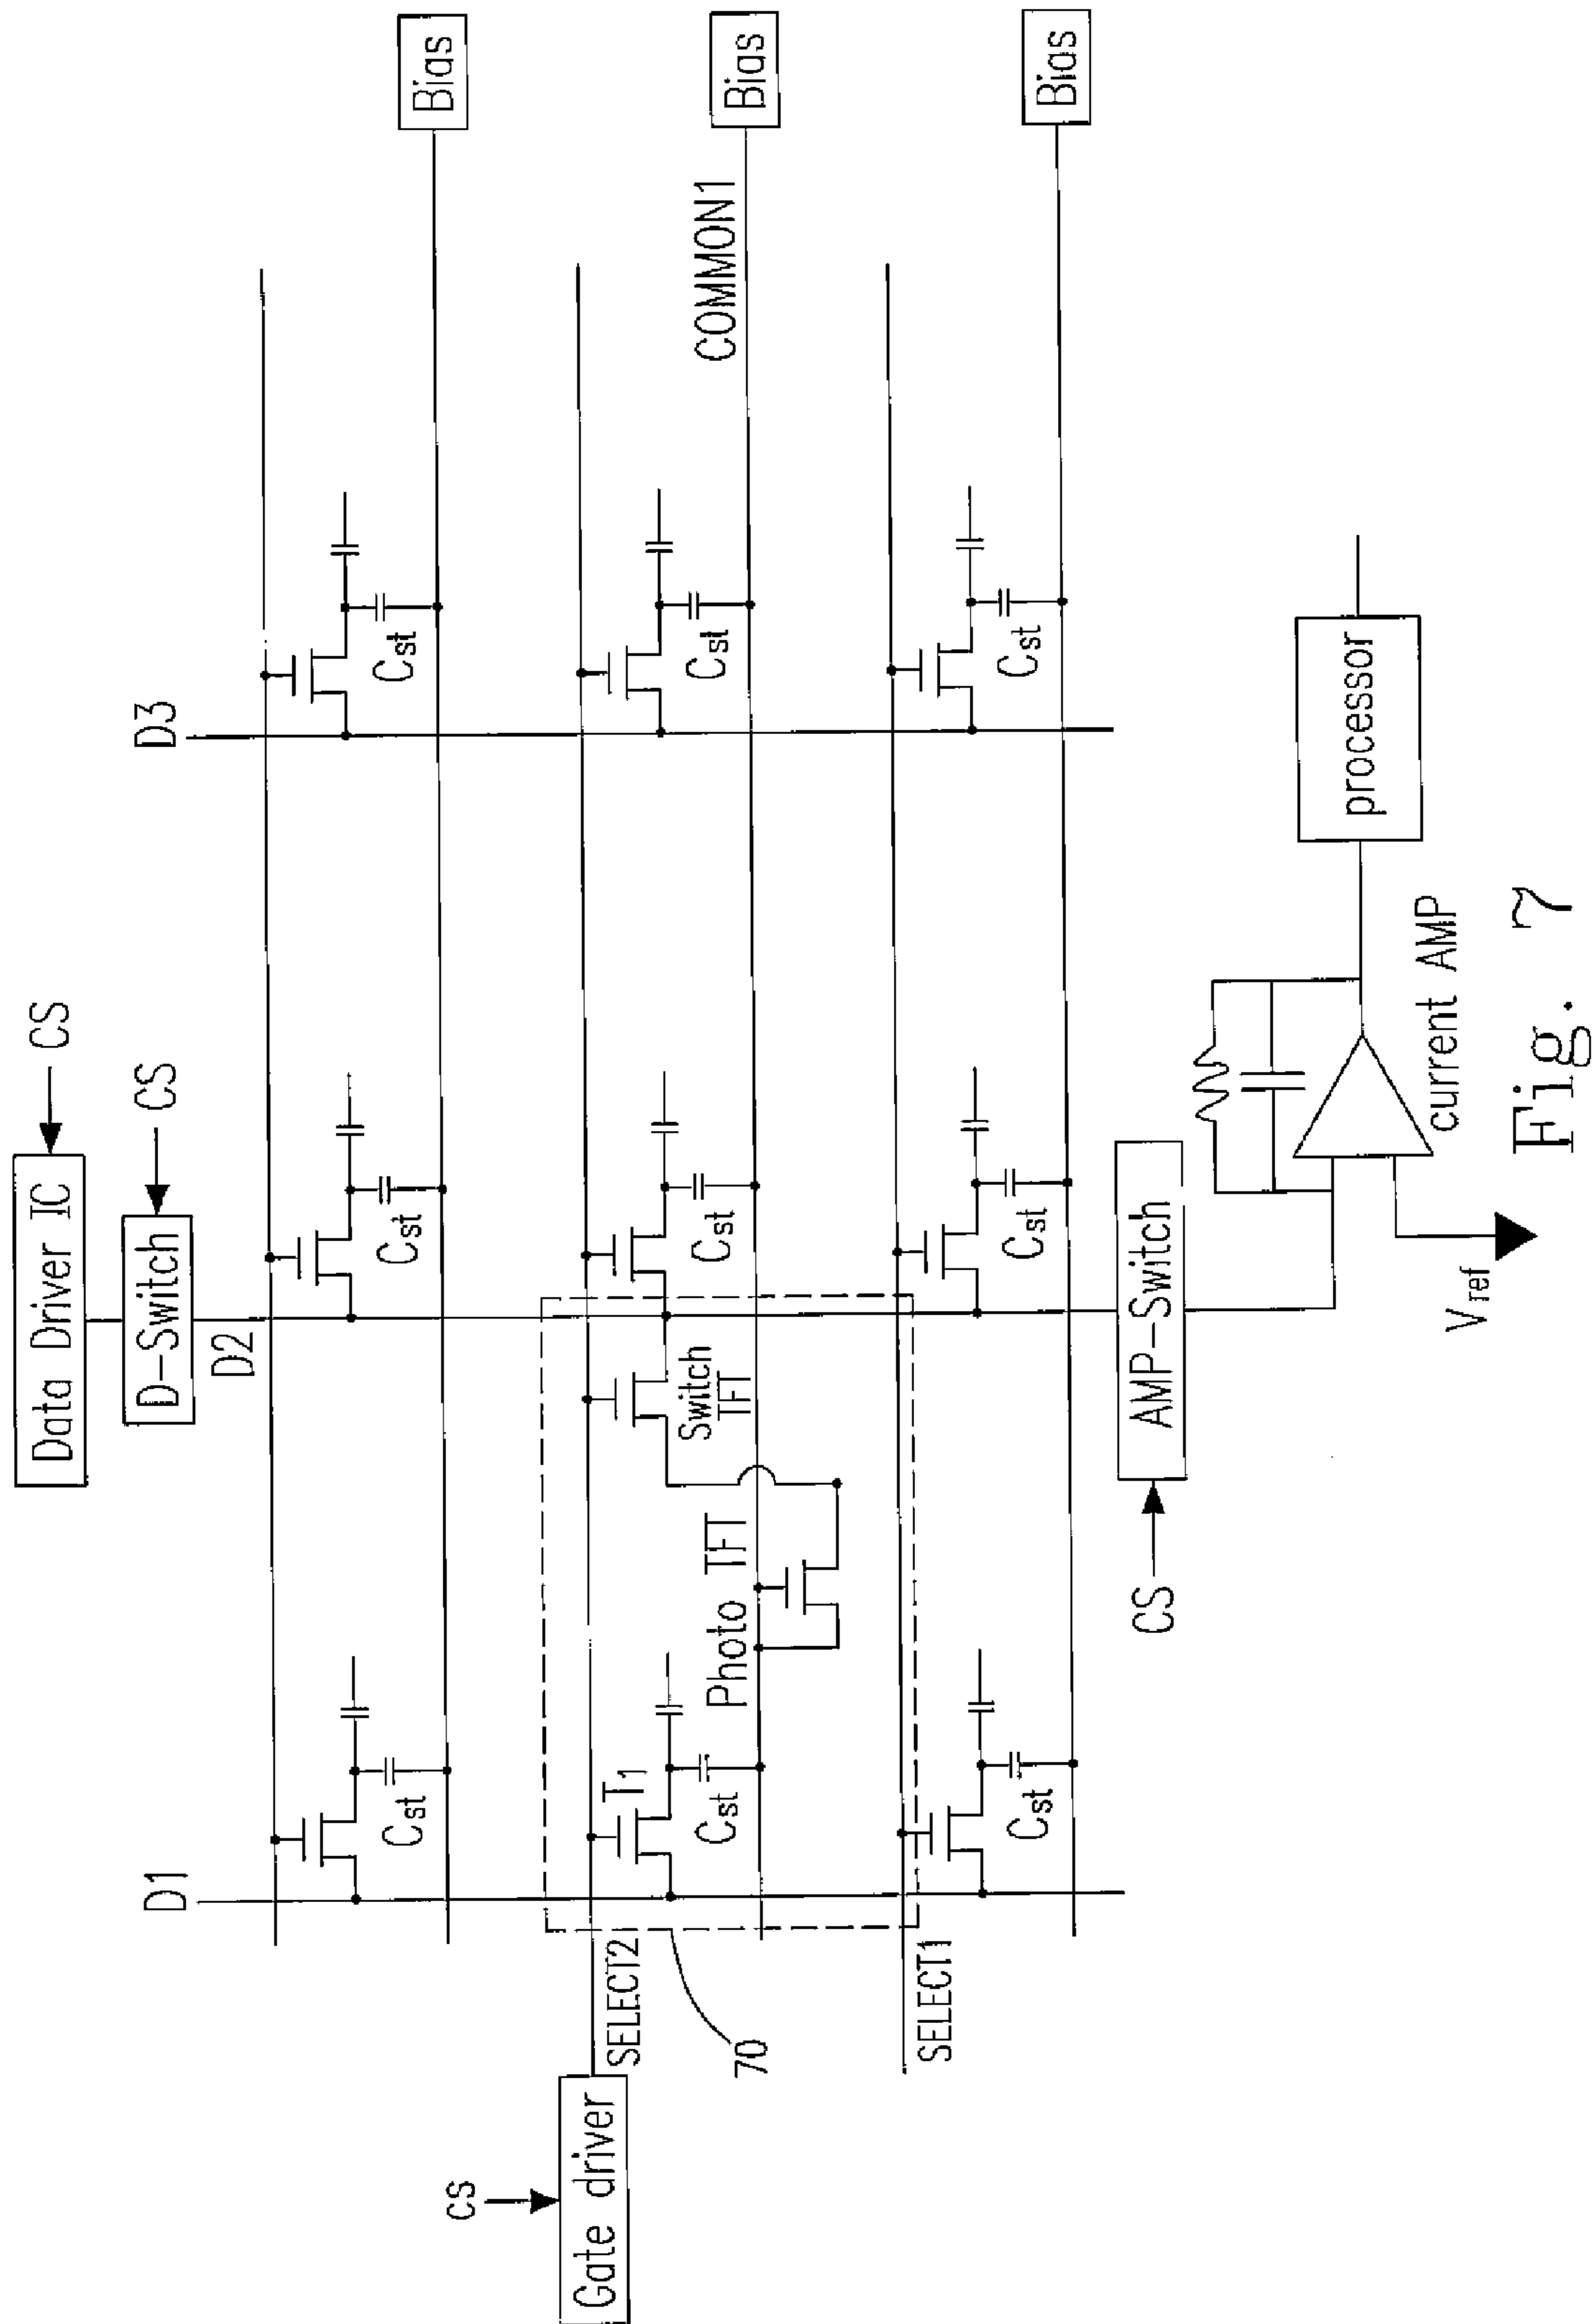 Data Driver IC
CS
D-Switch
CS
D1
D2
D3
Bias
Cst
Cst
Cst
CS
Gate driver
SELECT2
T1
Cst
Switch
TFT
Cst
Cst
COMMON1
Bias
Photo TFT
70
SELECT1
Cst
Cst
Cst
Bias
CS
AMP-Switch
Vref
current AMP
processor
Fig. 7